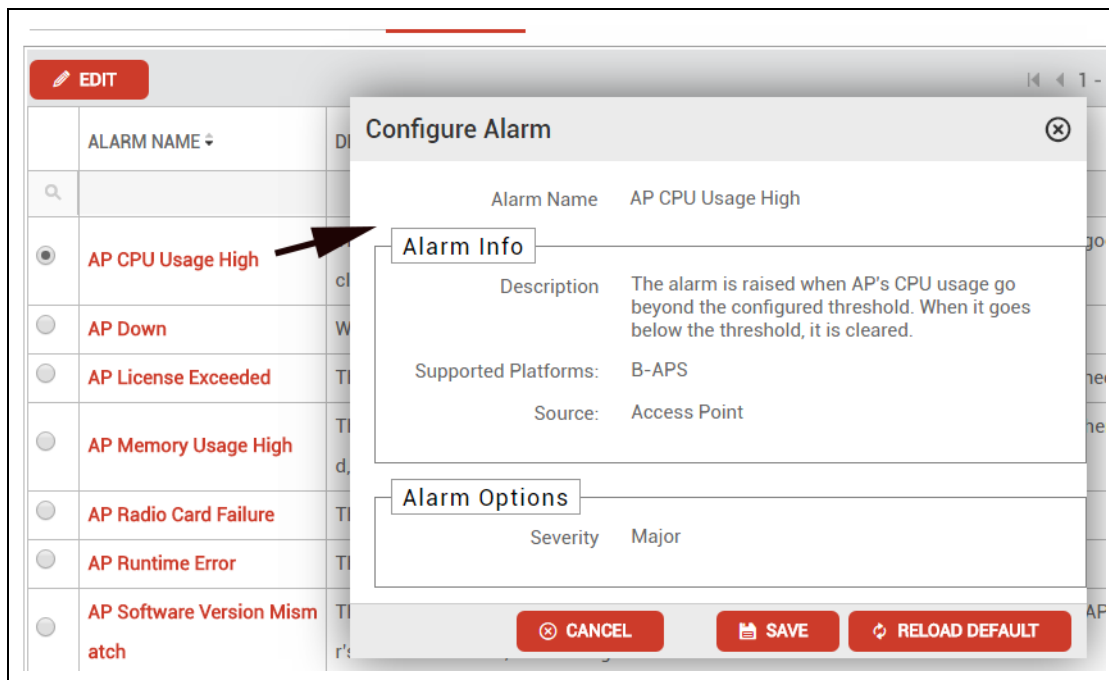 EDIT
1 -
ALARM NAME
AP CPU Usage High
AP Down
AP License Exceeded
AP Memory Usage High
AP Radio Card Failure
AP Runtime Error
AP Software Version Mism
atch
Configure Alarm
Alarm Name AP CPU Usage High
Alarm Info
Description The alarm is raised when AP's CPU usage go
beyond the configured threshold. When it goes
below the threshold, it is cleared.
Supported Platforms: B-APS
Source: Access Point
Alarm Options
Severity Major
CANCEL SAVE RELOAD DEFAULT